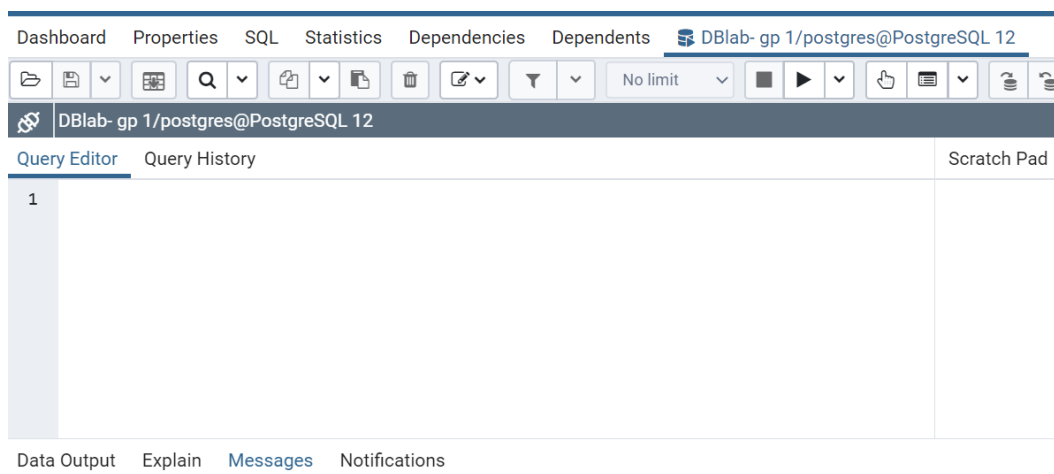 Dashboard Properties SQL Statistics Dependencies Dependents DBlab- gp 1/postgres@PostgreSQL 12
No limit
DBlab- gp 1/postgres@PostgreSQL 12
Query Editor Query History Scratch Pad
1
Data Output Explain Messages Notifications